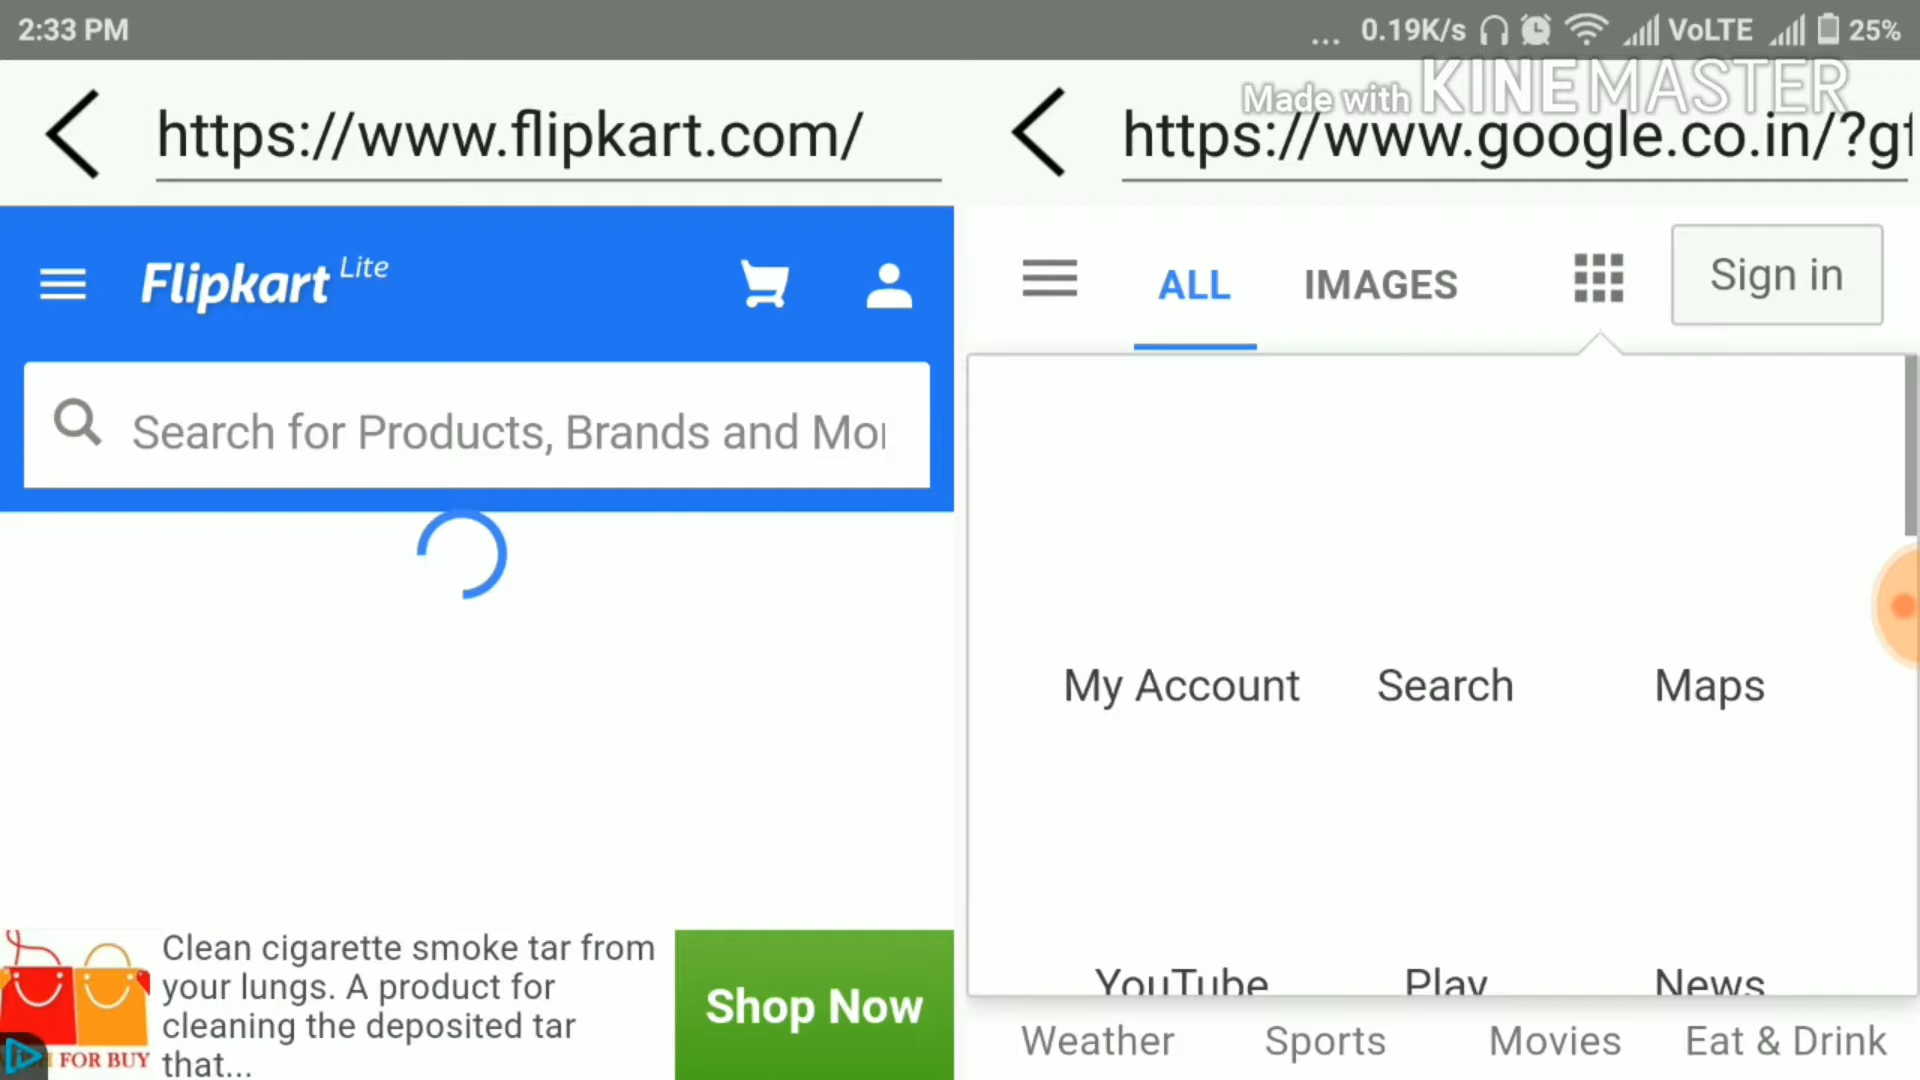 2:33 PM
... 0.19K/s VoLTE 25%
Made with KINEMASTER
https://www.flipkart.com/
https://www.google.co.in/?gf
Flipkart Lite
ALL IMAGES Sign in
Search for Products, Brands and Mor
My Account Search Maps
YouTube Play News
Clean cigarette smoke tar from
your lungs. A product for
cleaning the deposited tar
that...
Shop Now
FOR BUY
Weather Sports Movies Eat & Drink